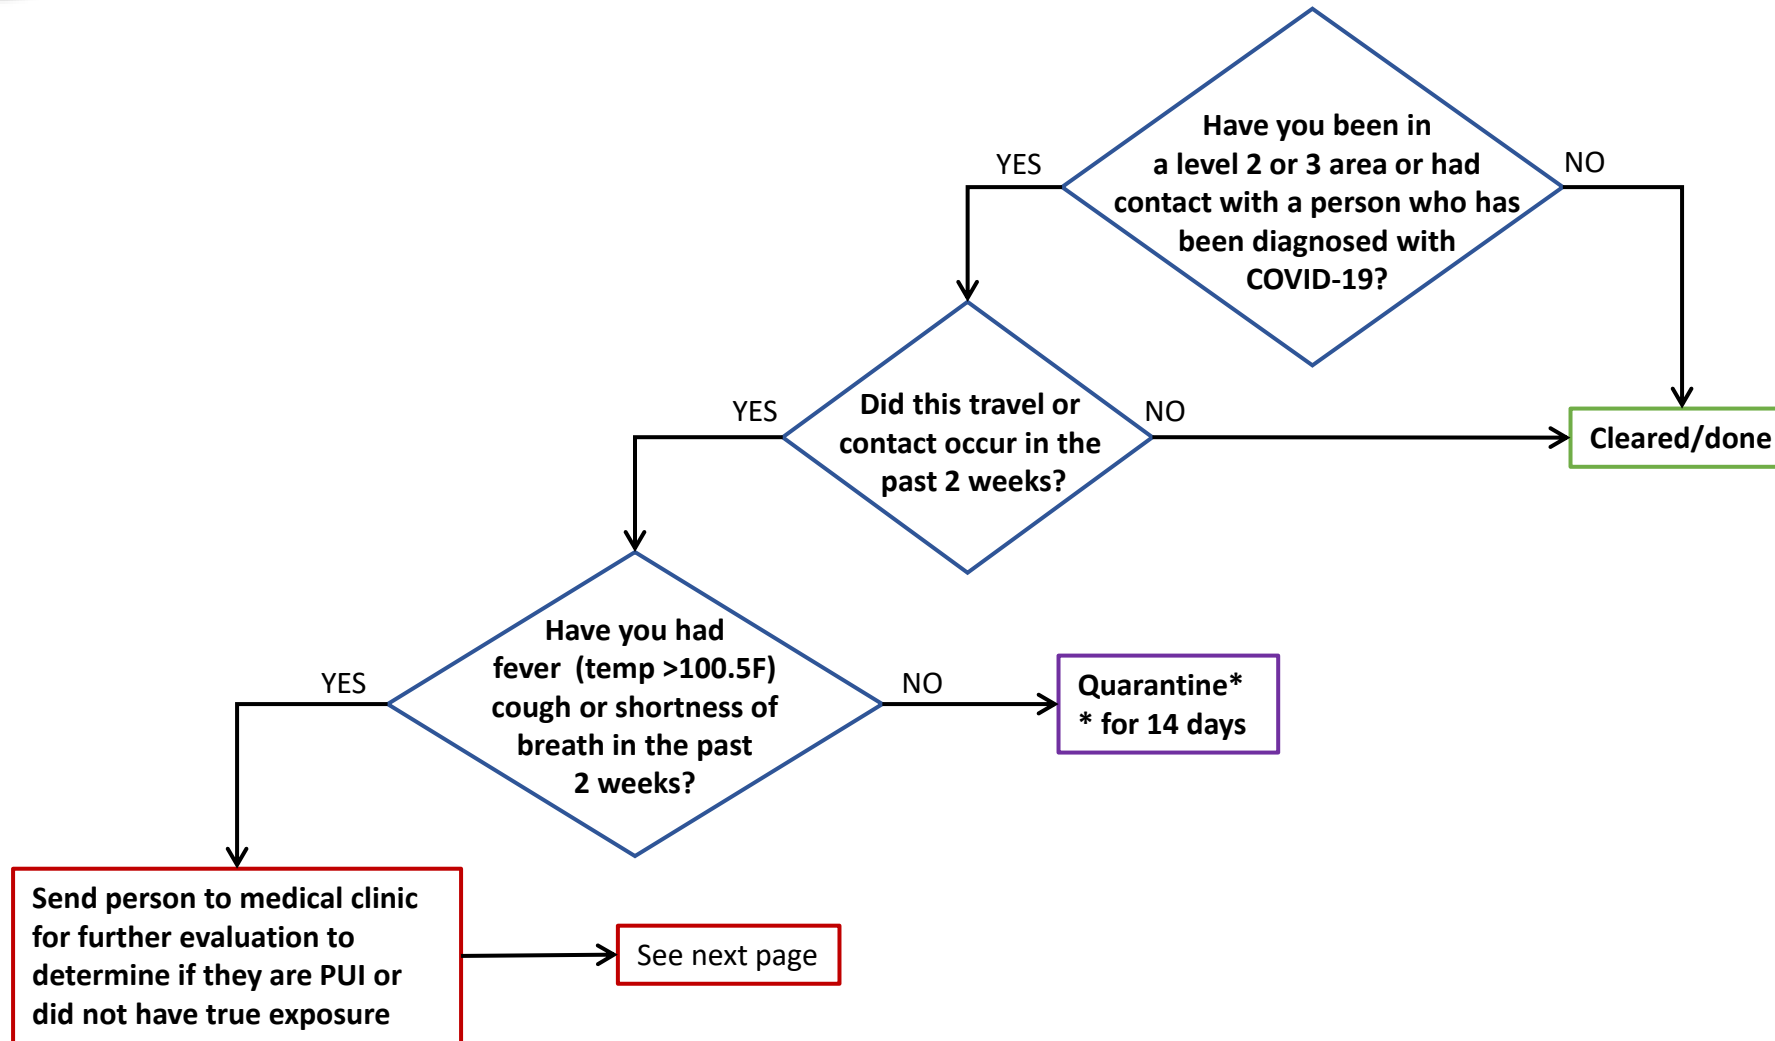 Have you been in
a level 2 or 3 area or had
contact with a person who has
been diagnosed with
COVID-19?
YES
NO
Did this travel or
contact occur in the
past 2 weeks?
YES
NO
Cleared/done
Have you had
fever  (temp >100.5F)
cough or shortness of
breath in the past
2 weeks?
YES
NO
Quarantine*
* for 14 days
Send person to medical clinic
for further evaluation to
determine if they are PUI or
did not have true exposure
See next page